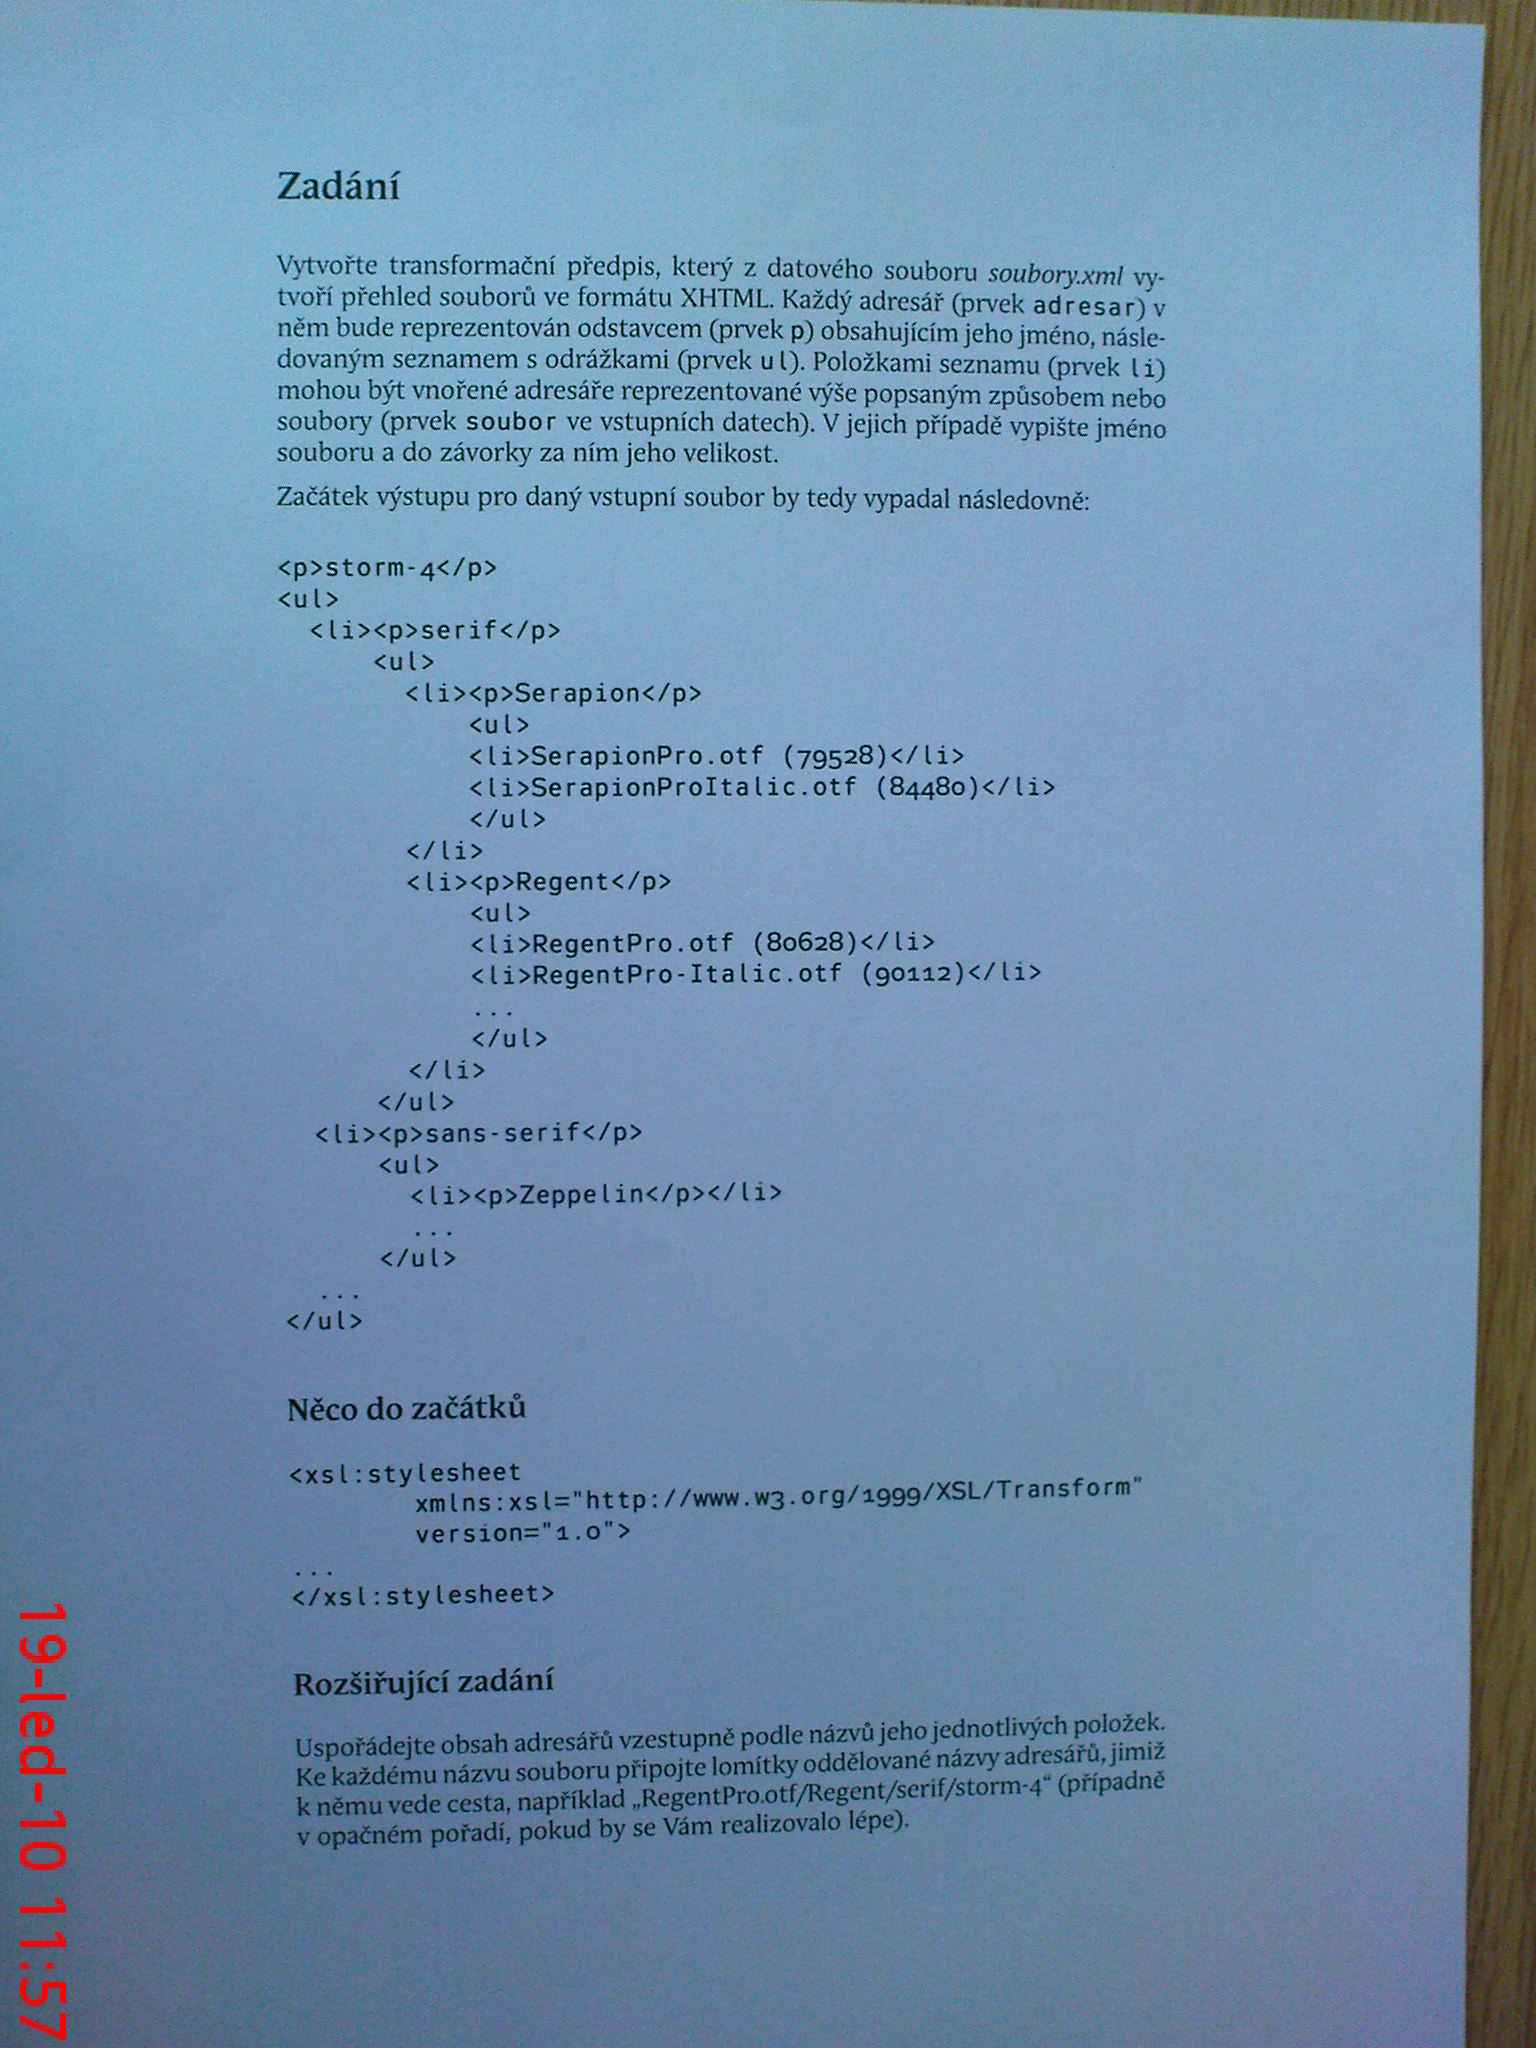 Zadání
Vytvořte transformační předpis, který z datového souboru soubory.xml vy-
tvoří přehled souborů ve formátu XHTML. Každý adresář (prvek adresar) v
něm bude reprezentován odstavcem (prvek p) obsahujícím jeho jméno, násle-
dovaným seznamem s odrážkami (prvek ul). Položkami seznamu (prvek li)
mohou být vnořené adresáře reprezentované výše popsaným způsobem nebo
soubory (prvek soubor ve vstupních datech). V jejich případě vypište jméno
souboru a do závorky za ním jeho velikost.
Začátek výstupu pro daný vstupní soubor by tedy vypadal následovně:
<p>storm-4</p>
<ul>
<li><p>serif</p>
<ul>
<li><p>Serapion</p>
<ul>
<li>SerapionPro.otf (79528)</li>
<li>SerapionProItalic.otf (84480)</li>
</ul>
</li>
<li><p>Regent</p>
<ul>
<li>RegentPro.otf (80628)</li>
<li>RegentPro-Italic.otf (90112)</li>
...
</ul>
</li>
</ul>
<li><p>sans-serif</p>
<ul>
<li><p>Zeppelin</p></li>
...
</ul>
...
</ul>
Něco do začátků
<xsl:stylesheet
xmlns:xsl="http://www.w3.org/1999/XSL/Transform"
version="1.0">
...
</xsl:stylesheet>
Rozšiřující zadání
Uspořádejte obsah adresářů vzestupně podle názvů jeho jednotlivých položek.
Ke každému názvu souboru připojte lomítky oddělované názvy adresářů, jimiž
k němu vede cesta, například „RegentPro.otf/Regent/serif/storm-4“ (případně
v opačném pořadí, pokud by se Vám realizovalo lépe).
19-led-10 11:57